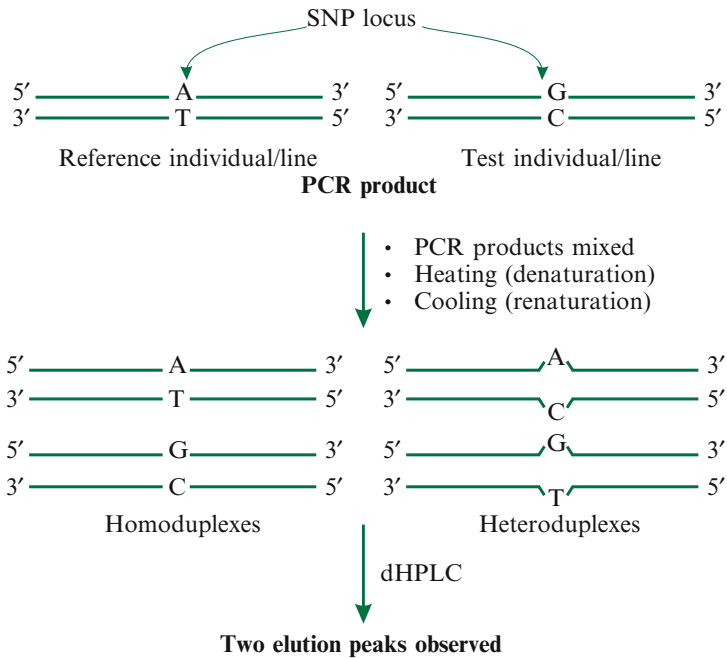 SNP locus
5′ A 3′ 5′ G 3′
3′ T 5′ 3′ C 5′
Reference individual/line Test individual/line
PCR product
• PCR products mixed
• Heating (denaturation)
• Cooling (renaturation)
5′ A 3′ 5′ A 3′
3′ T 5′ 3′ C 5′
5′ G 3′ 5′ G 3′
3′ C 5′ 3′ T 5′
Homoduplexes Heteroduplexes
dHPLC
Two elution peaks observed